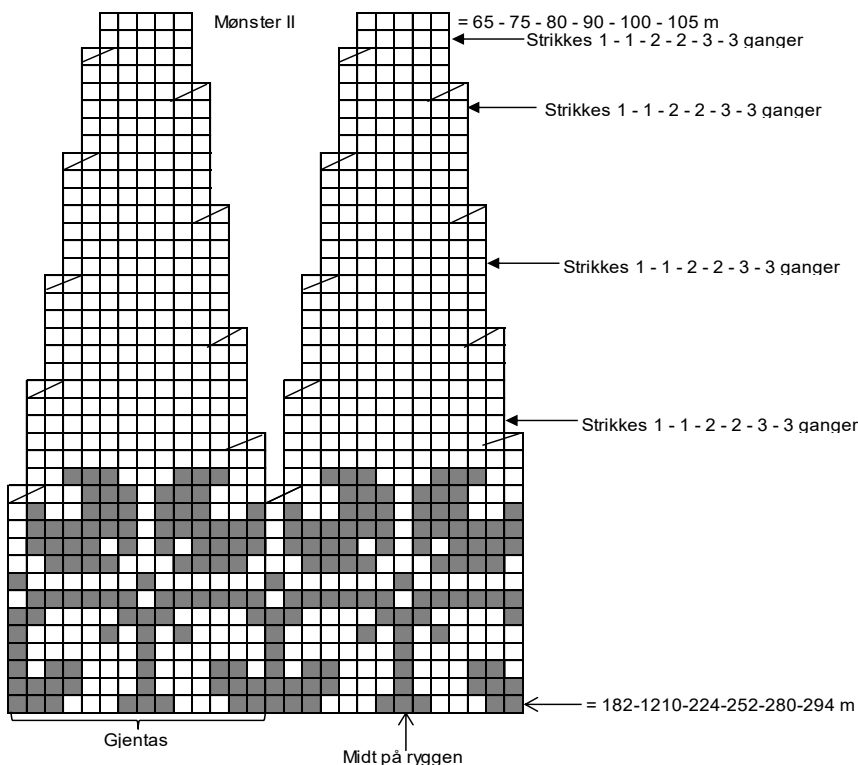 Mønster II
= 65 - 75 - 80 - 90 - 100 - 105 m
Strikkes 1 - 1 - 2 - 2 - 3 - 3 ganger
Strikkes 1 - 1 - 2 - 2 - 3 - 3 ganger
Strikkes 1 - 1 - 2 - 2 - 3 - 3 ganger
Strikkes 1 - 1 - 2 - 2 - 3 - 3 ganger
= 182-1210-224-252-280-294 m
Gjentas
Midt på ryggen